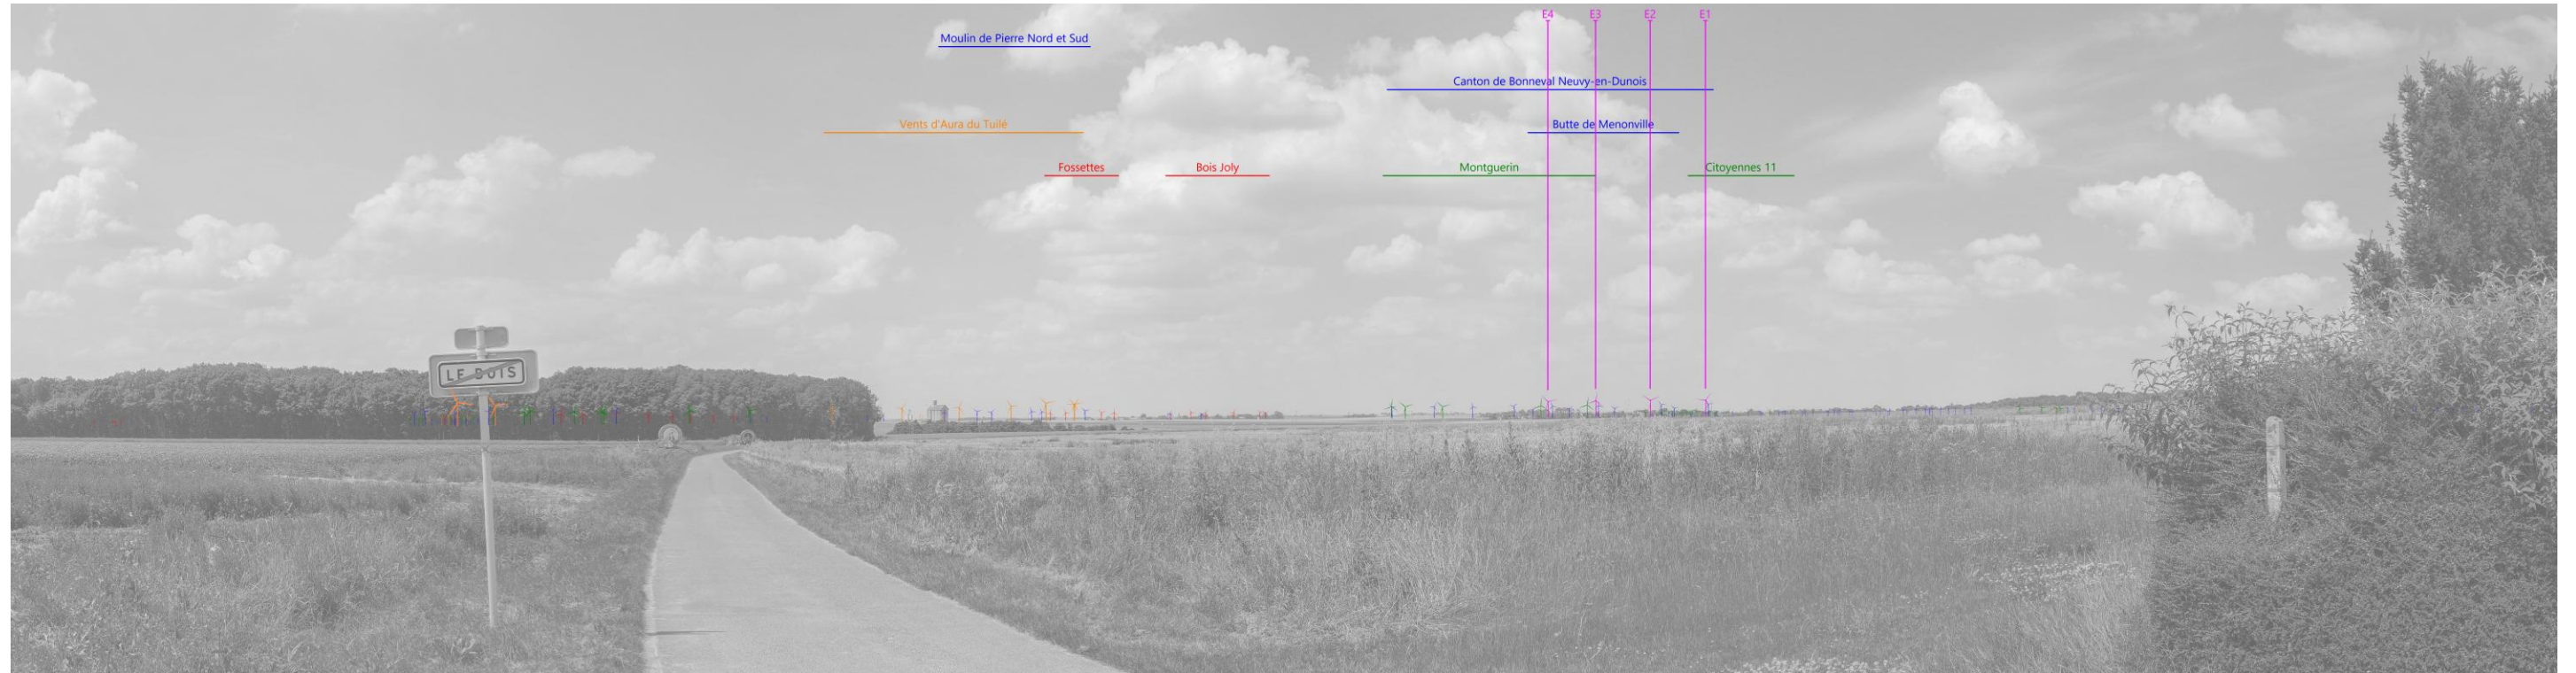 E4 E3 E2 E1
Moulin de Pierre Nord et Sud
Canton de Bonneval Neuvy-en-Dunois
Vents d'Aura du Tuilé
Butte de Menonville
Fossettes
Bois Joly
Montguerin
Citoyennes 11
LE BOIS